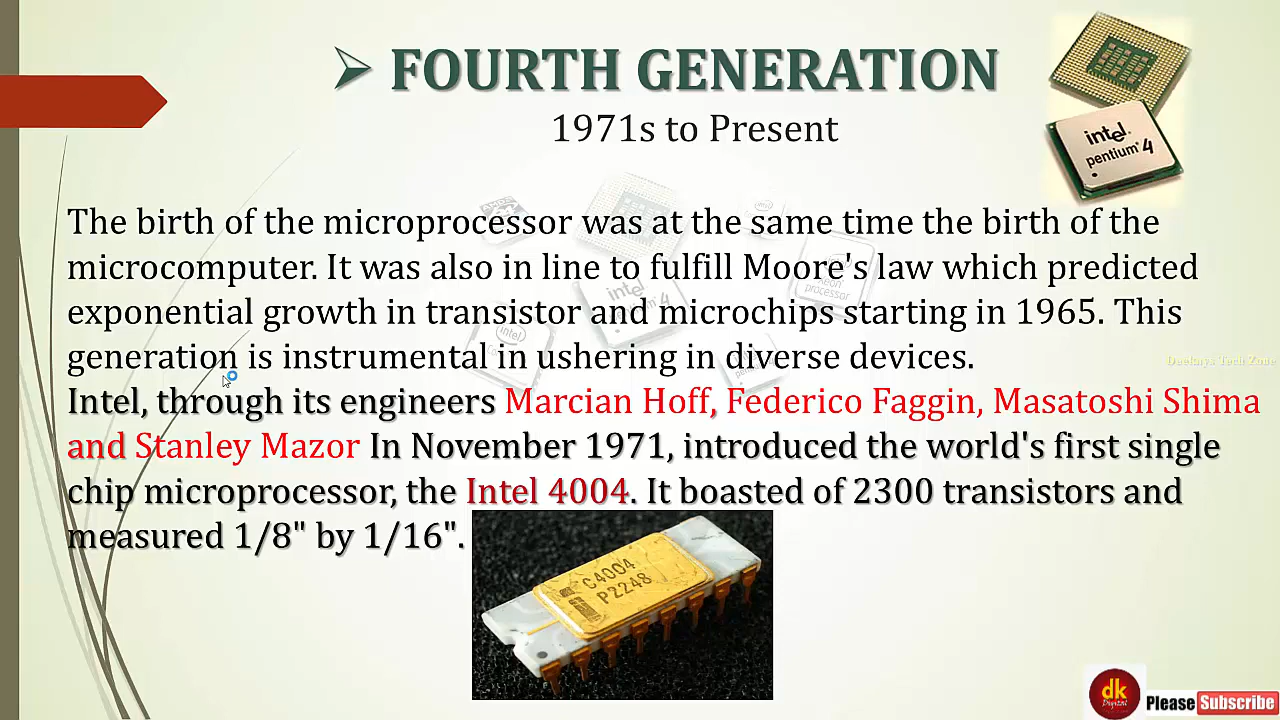 FOURTH GENERATION
1971s to Present
intel
pentium 4
The birth of the microprocessor was at the same time the birth of the
microcomputer. It was also in line to fulfill Moore's law which predicted
exponential growth in transistor and microchips starting in 1965. This
generation is instrumental in ushering in diverse devices.
Deekays Tech Zone
Intel, through its engineers Marcian Hoff, Federico Faggin, Masatoshi Shima
and Stanley Mazor In November 1971, introduced the world's first single
chip microprocessor, the Intel 4004. It boasted of 2300 transistors and
measured 1/8" by 1/16".
C4004
P2248
dk
Digital
Please Subscribe